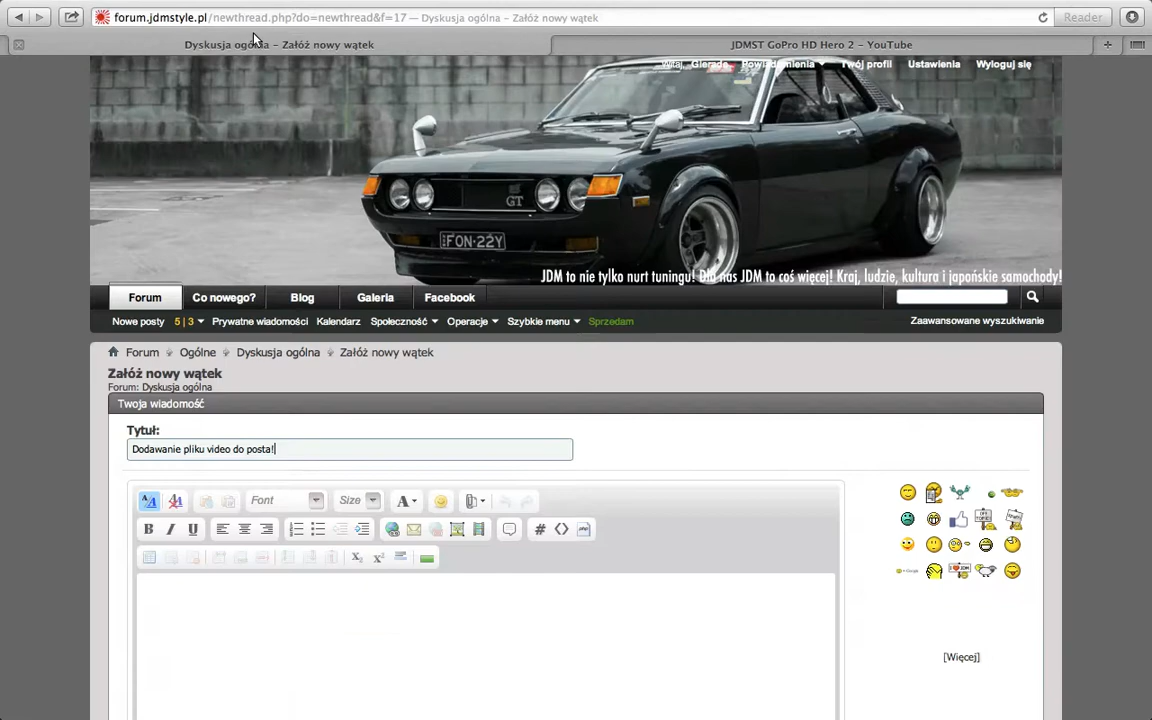 forum.jdmstyle.pl/newthread.php?do=newthread&f=17 — Dyskusja ogólna – Załóż nowy wątek
Reader
Dyskusja ogólna – Załóż nowy wątek
JDMST GoPro HD Hero 2 – YouTube
Witaj, Gierada Powiadomienia Twój profil Ustawienia Wyloguj się
GT
FON·22Y
JDM to nie tylko nurt tuningu! Dla nas JDM to coś więcej! Kraj, ludzie, kultura i japońskie samochody!
Forum Co nowego? Blog Galeria Facebook
Nowe posty 5 | 3 Prywatne wiadomości Kalendarz Społeczność Operacje Szybkie menu Sprzedam
Zaawansowane wyszukiwanie
Forum Ogólne Dyskusja ogólna Załóż nowy wątek
Załóż nowy wątek
Forum: Dyskusja ogólna
Twoja wiadomość
Tytuł:
Dodawanie pliku video do posta!
Font Size A
B I U
[Więcej]